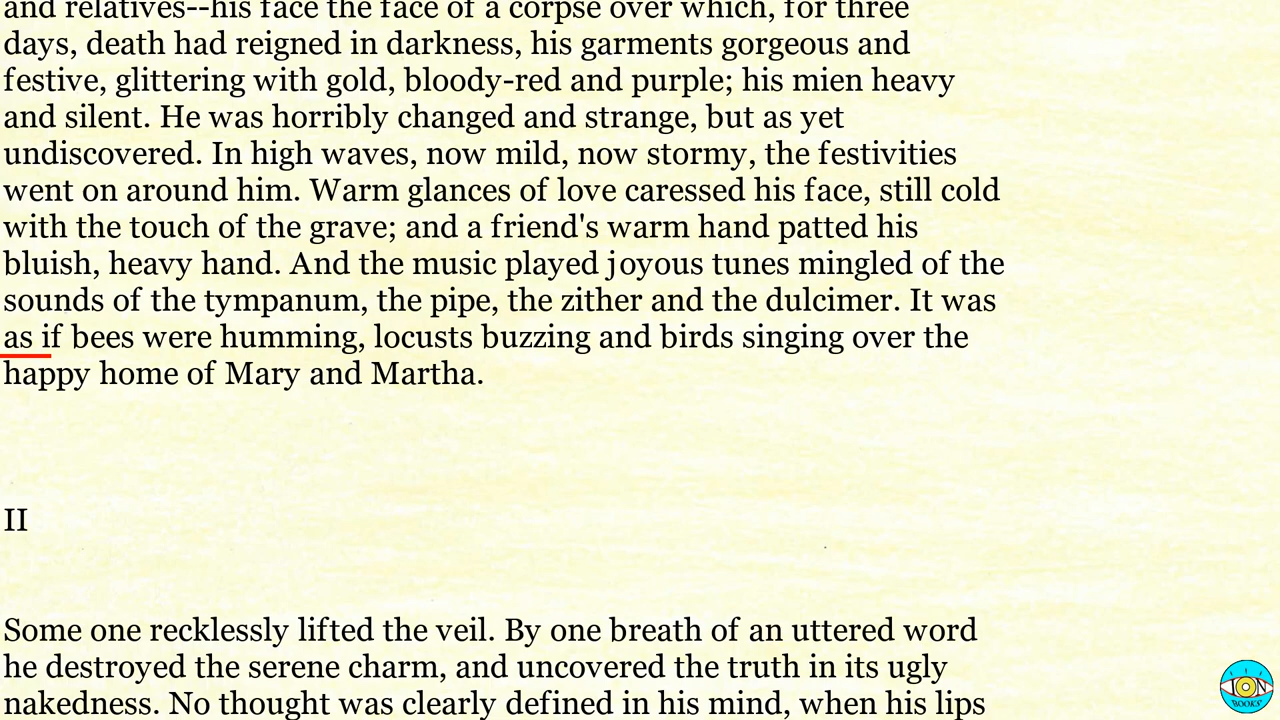 and relatives--his face the face of a corpse over which, for three
days, death had reigned in darkness, his garments gorgeous and
festive, glittering with gold, bloody-red and purple; his mien heavy
and silent. He was horribly changed and strange, but as yet
undiscovered. In high waves, now mild, now stormy, the festivities
went on around him. Warm glances of love caressed his face, still cold
with the touch of the grave; and a friend's warm hand patted his
bluish, heavy hand. And the music played joyous tunes mingled of the
sounds of the tympanum, the pipe, the zither and the dulcimer. It was
as if bees were humming, locusts buzzing and birds singing over the
happy home of Mary and Martha.
II
Some one recklessly lifted the veil. By one breath of an uttered word
he destroyed the serene charm, and uncovered the truth in its ugly
nakedness. No thought was clearly defined in his mind, when his lips
ION
BOOKS